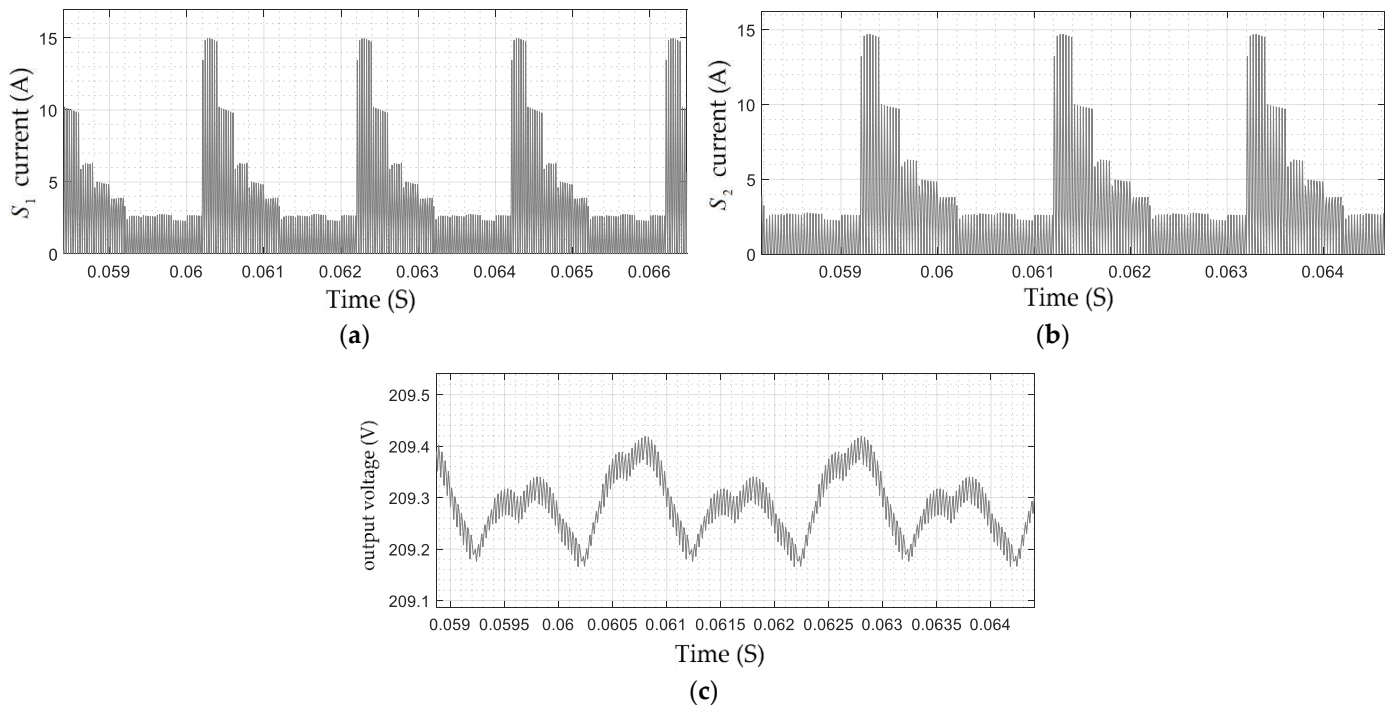 15
10
5
0
S1 current (A)
0.059 0.06 0.061 0.062 0.063 0.064 0.065 0.066
Time (S)
(a)
15
10
5
0
S2 current (A)
0.059 0.06 0.061 0.062 0.063 0.064
Time (S)
(b)
209.5
209.4
209.3
209.2
209.1
output voltage (V)
0.059 0.0595 0.06 0.0605 0.061 0.0615 0.062 0.0625 0.063 0.0635 0.064
Time (S)
(c)